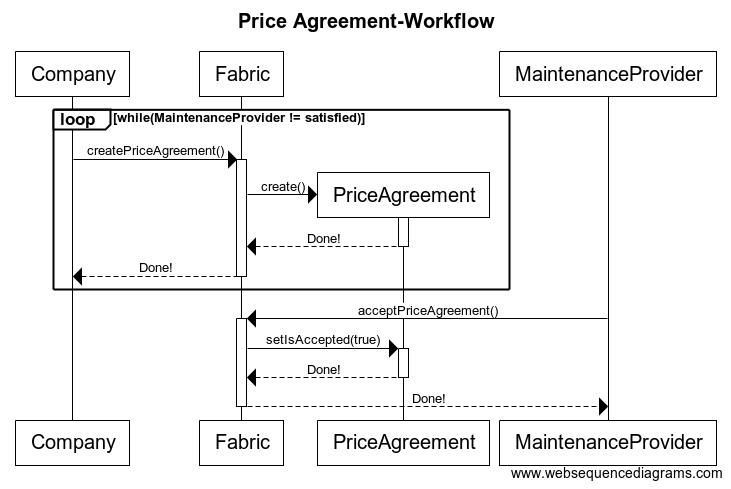 Price Agreement-Workflow
Company
Fabric
MaintenanceProvider
loop
[while(MaintenanceProvider != satisfied)]
createPriceAgreement()
create()
PriceAgreement
Done!
Done!
acceptPriceAgreement()
setIsAccepted(true)
Done!
Done!
Company
Fabric
PriceAgreement
MaintenanceProvider
www.websequencediagrams.com